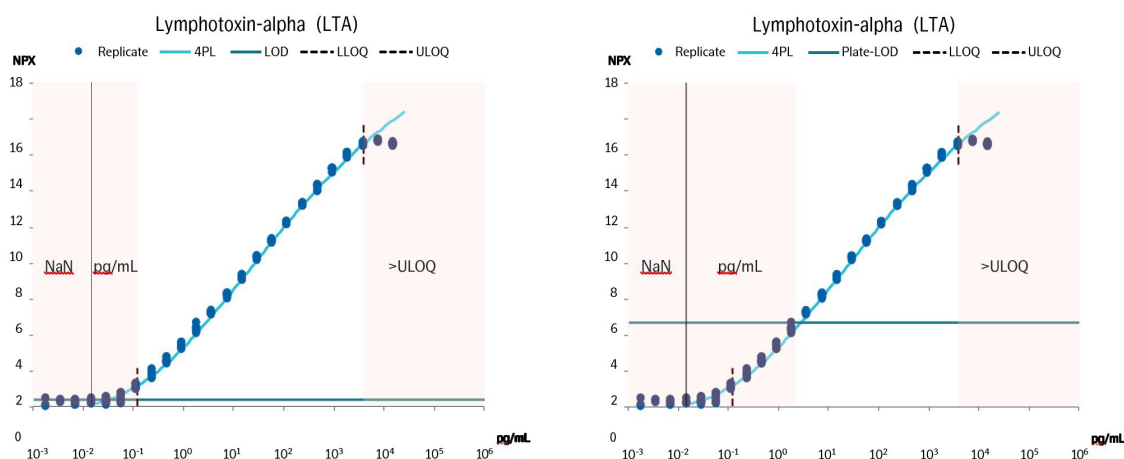 Lymphotoxin-alpha (LTA)
Replicate 4PL LOD LLOQ ULOQ
NPX
18
16
14
12
10
8
6
4
2
0
NaN
pg/mL
>ULOQ
10⁻³ 10⁻² 10⁻¹ 10⁰ 10¹ 10² 10³ 10⁴ 10⁵ 10⁶
pg/mL
Lymphotoxin-alpha (LTA)
Replicate 4PL Plate-LOD LLOQ ULOQ
NPX
18
16
14
12
10
8
6
4
2
0
NaN
pg/mL
>ULOQ
10⁻³ 10⁻² 10⁻¹ 10⁰ 10¹ 10² 10³ 10⁴ 10⁵ 10⁶
pg/mL